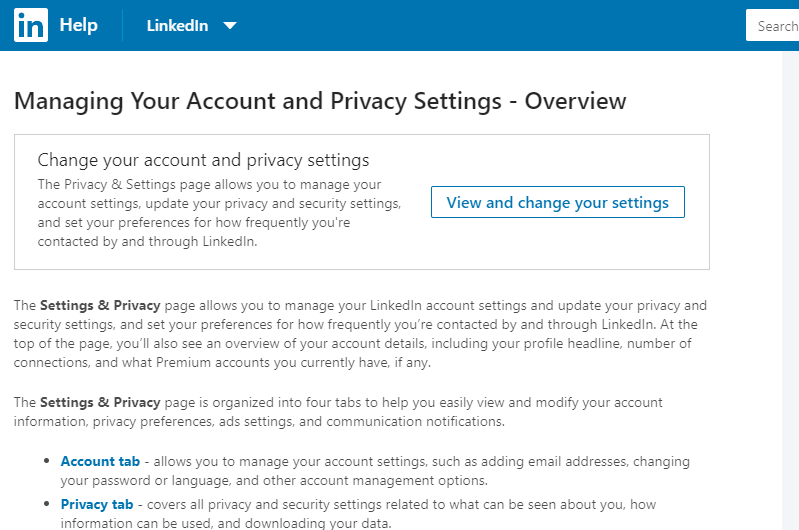 in Help LinkedIn Search
Managing Your Account and Privacy Settings - Overview
Change your account and privacy settings
The Privacy & Settings page allows you to manage your
account settings, update your privacy and security settings,
and set your preferences for how frequently you're
contacted by and through LinkedIn.
View and change your settings
The Settings & Privacy page allows you to manage your LinkedIn account settings and update your privacy and
security settings, and set your preferences for how frequently you’re contacted by and through LinkedIn. At the
top of the page, you’ll also see an overview of your account details, including your profile headline, number of
connections, and what Premium accounts you currently have, if any.
The Settings & Privacy page is organized into four tabs to help you easily view and modify your account
information, privacy preferences, ads settings, and communication notifications.
• Account tab - allows you to manage your account settings, such as adding email addresses, changing
your password or language, and other account management options.
• Privacy tab - covers all privacy and security settings related to what can be seen about you, how
information can be used, and downloading your data.